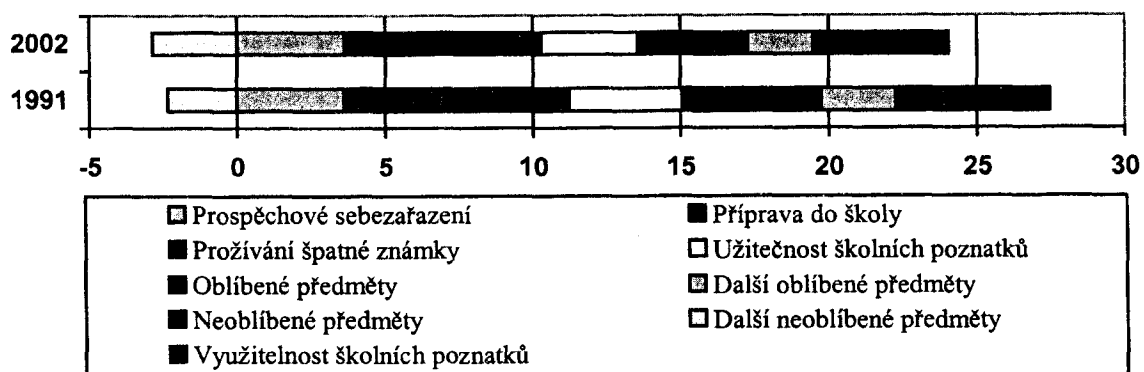 2002
1991
-5 0 5 10 15 20 25 30
Prospěchové sebezařazení Příprava do školy
Prožívání špatné známky Užitečnost školních poznatků
Oblíbené předměty Další oblíbené předměty
Neoblíbené předměty Další neoblíbené předměty
Využitelnost školních poznatků